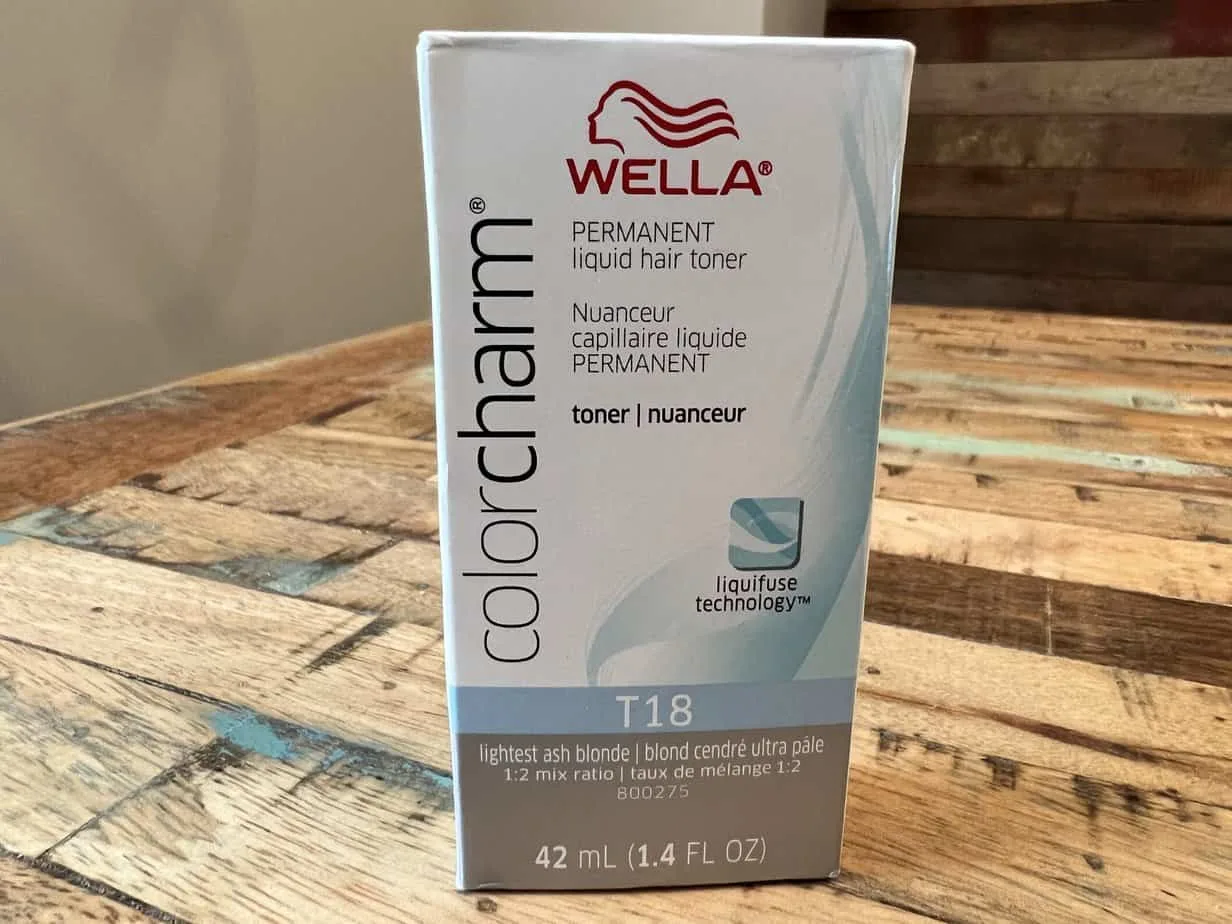 WELLA®
colorcharm®
PERMANENT
liquid hair toner
Nuanceur
capillaire liquide
PERMANENT
toner | nuanceur
liquifuse
technology™
T18
lightest ash blonde | blond cendré ultra pâle
1:2 mix ratio | taux de mélange 1:2
800275
42 mL (1.4 FL OZ)